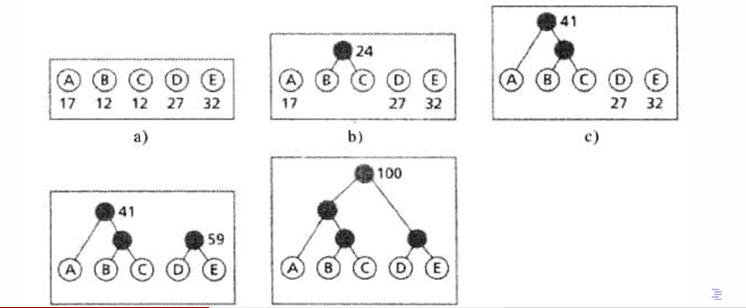 A B C D E
17 12 12 27 32
a)
24
A B C D E
17 27 32
b)
41
A B C D E
27 32
c)
41
59
A B C D E
100
A B C D E